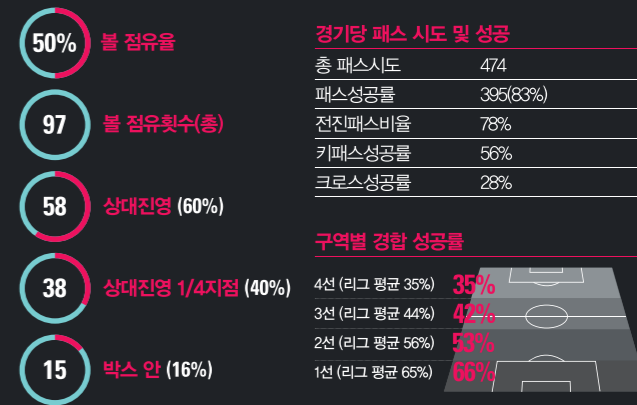 50% 볼 점유율
97 볼 점유횟수(총)
58 상대진영 (60%)
38 상대진영 1/4지점 (40%)
15 박스 안 (16%)
경기당 패스 시도 및 성공
총 패스시도 474
패스성공률 395(83%)
전진패스비율 78%
키패스성공률 56%
크로스성공률 28%
구역별 경합 성공률
4선 (리그 평균 35%) 35%
3선 (리그 평균 44%) 42%
2선 (리그 평균 56%) 53%
1선 (리그 평균 65%) 66%